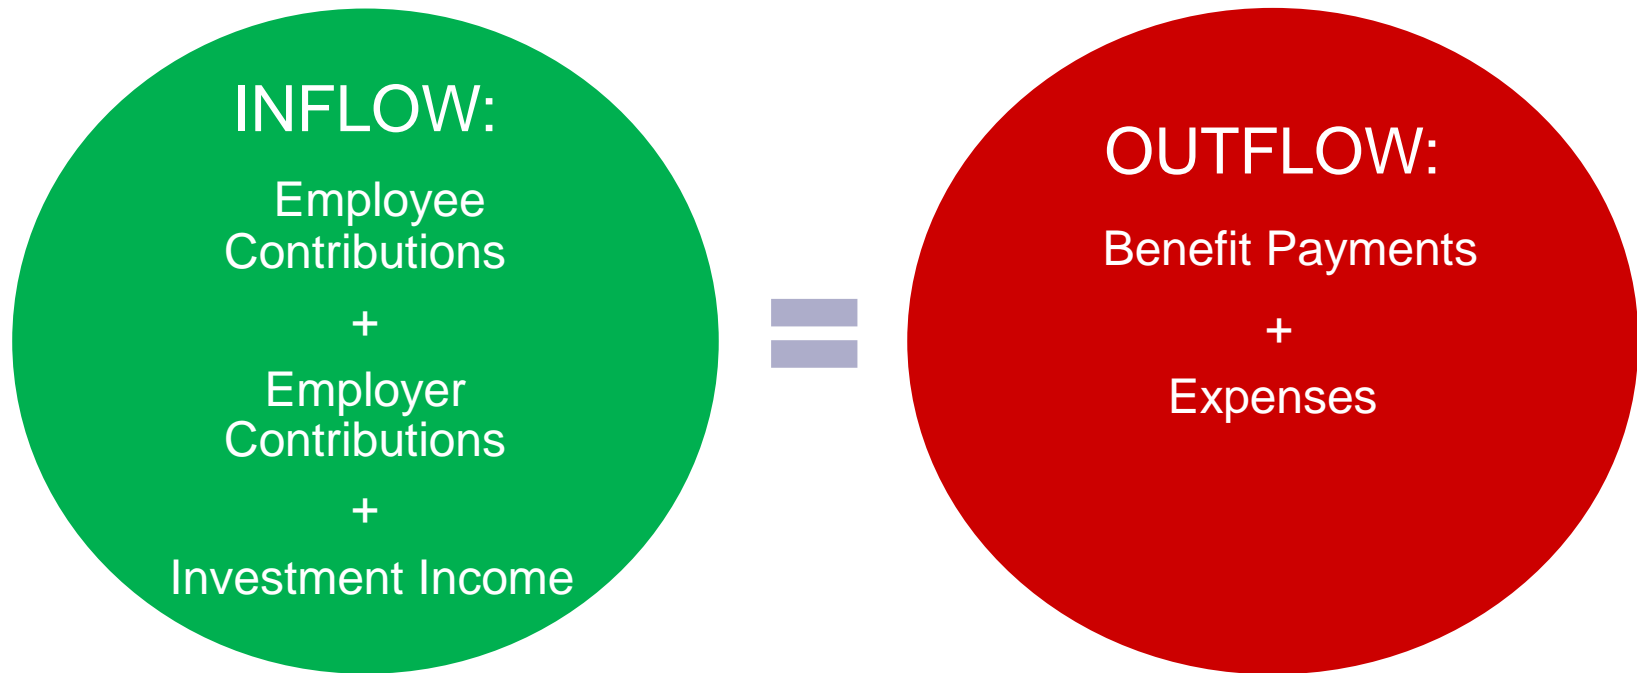 INFLOW:
Employee
Contributions
+
Employer
Contributions
+
Investment Income
=
OUTFLOW:
Benefit Payments
+
Expenses